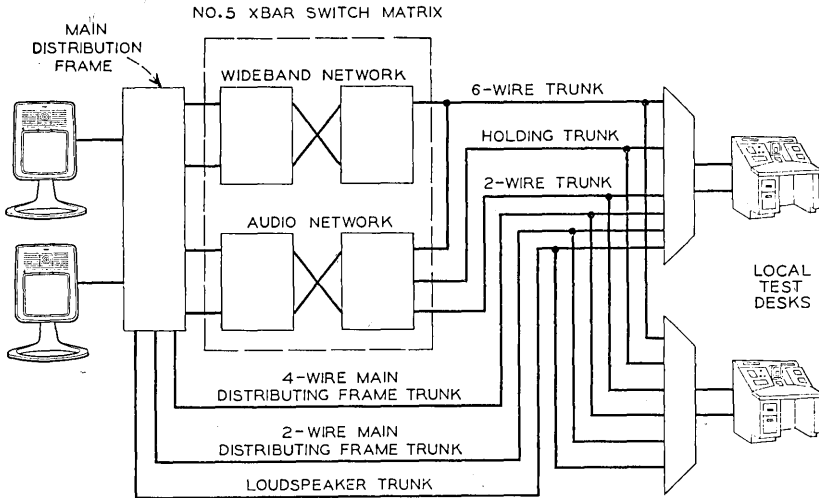 NO.5 XBAR SWITCH MATRIX
MAIN
DISTRIBUTION
FRAME
WIDEBAND NETWORK
6-WIRE TRUNK
HOLDING TRUNK
2-WIRE TRUNK
AUDIO NETWORK
LOCAL
TEST
DESKS
4-WIRE MAIN
DISTRIBUTING FRAME TRUNK
2-WIRE MAIN
DISTRIBUTING FRAME TRUNK
LOUDSPEAKER TRUNK